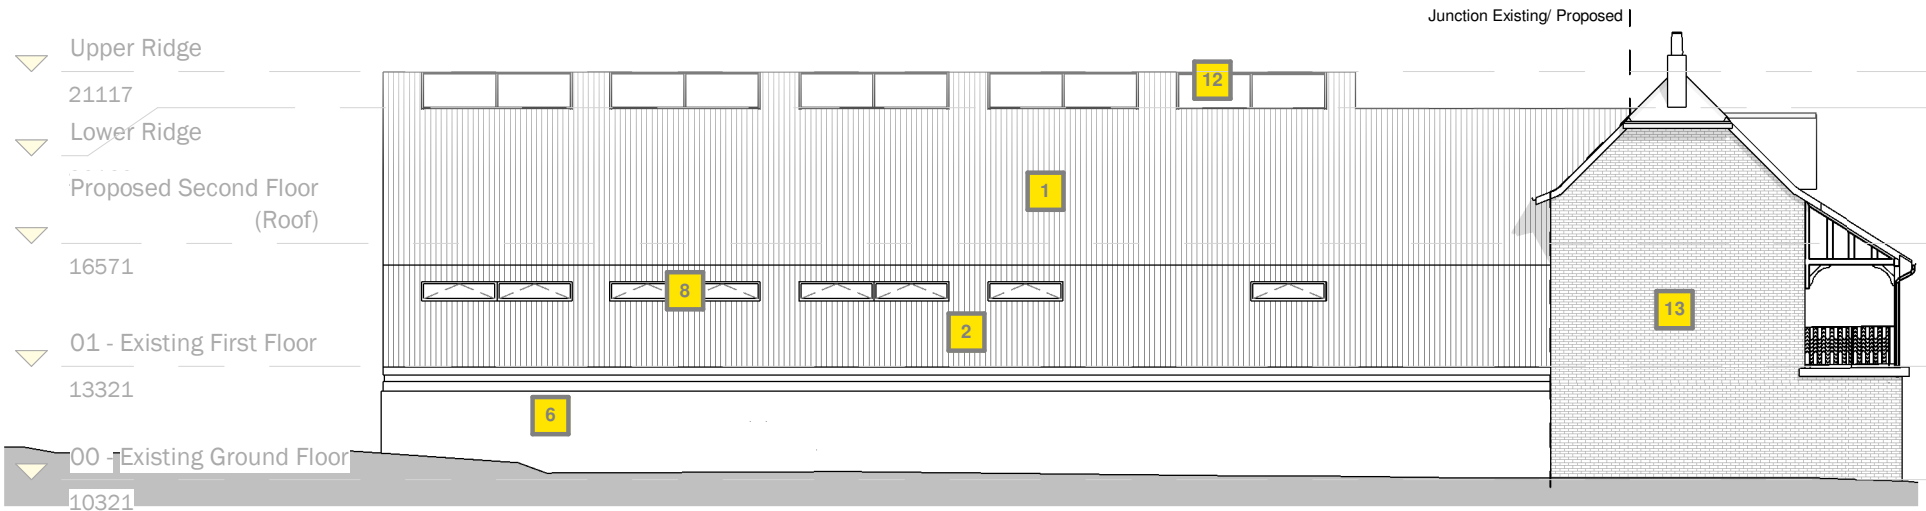 Junction Existing/ Proposed
Upper Ridge
21117
Lower Ridge
Proposed Second Floor
(Roof)
16571
01 - Existing First Floor
13321
00 - Existing Ground Floor
10321
12
1
8
2
13
6